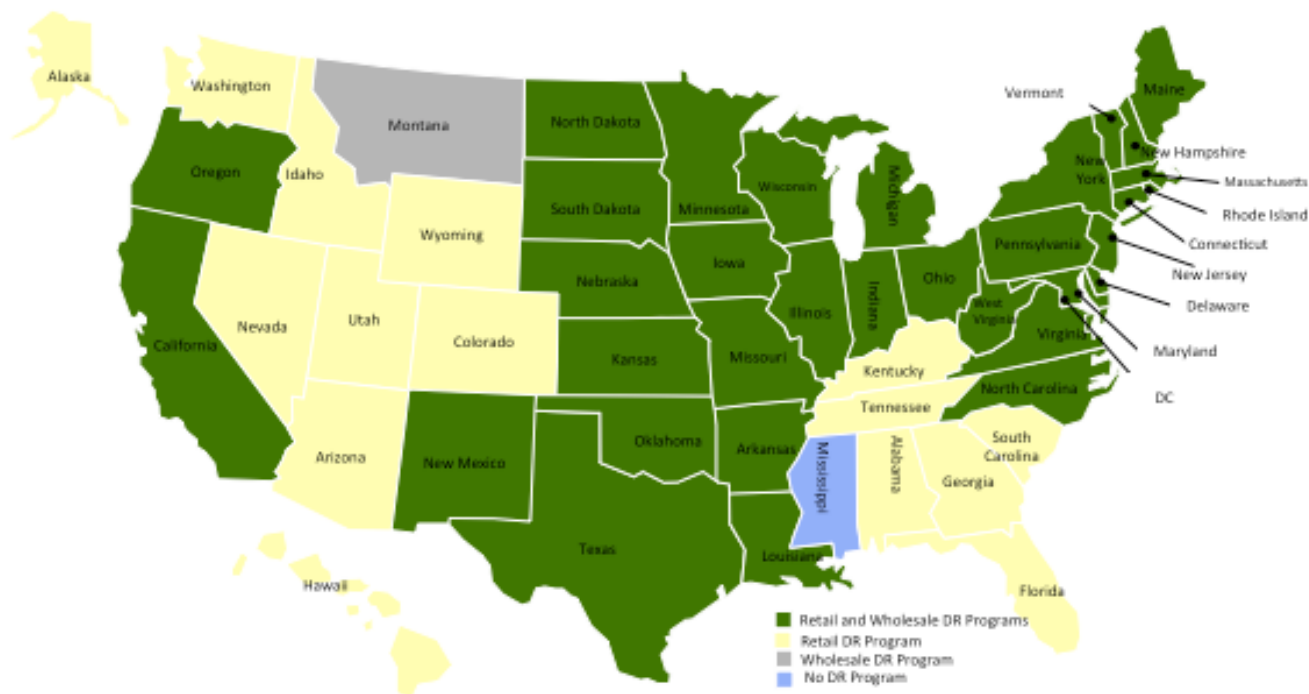 Alaska
Washington
Montana
North Dakota
Vermont
Maine
Oregon
Idaho
Wisconsin
Michigan
New
York
New Hampshire
Massachusetts
Rhode Island
Connecticut
New Jersey
Delaware
Maryland
DC
South Dakota
Minnesota
Wyoming
Pennsylvania
Iowa
Ohio
Nebraska
Nevada
Utah
Colorado
Illinois
Indiana
West
Virginia
Virginia
California
Kansas
Missouri
Kentucky
North Carolina
Tennessee
Arizona
New Mexico
Oklahoma
Arkansas
Mississippi
Alabama
South
Carolina
Georgia
Texas
Louisiana
Hawaii
Florida
Retail and Wholesale DR Programs
Retail DR Program
Wholesale DR Program
No DR Program